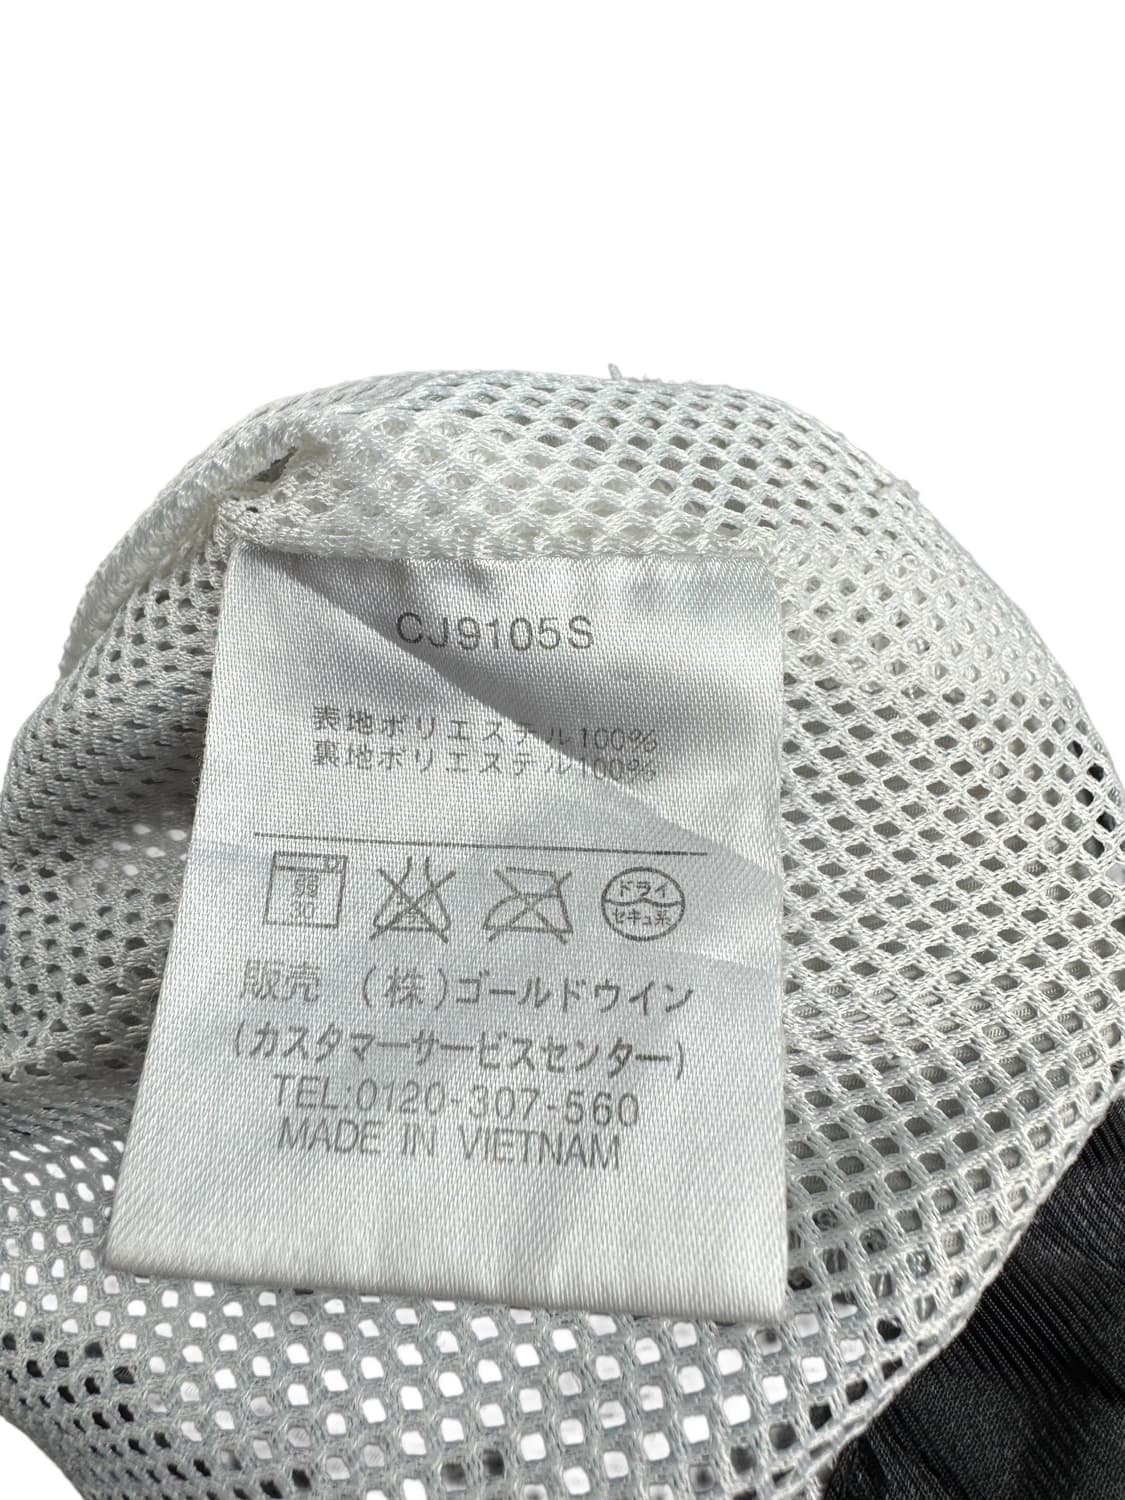 CJ9105S
表地ポリエステル100%
裏地ポリエステル100%
弱
30
ドライ
セキュ系
販売 (株)ゴールドウイン
(カスタマーサービスセンター)
TEL:0120-307-560
MADE IN VIETNAM